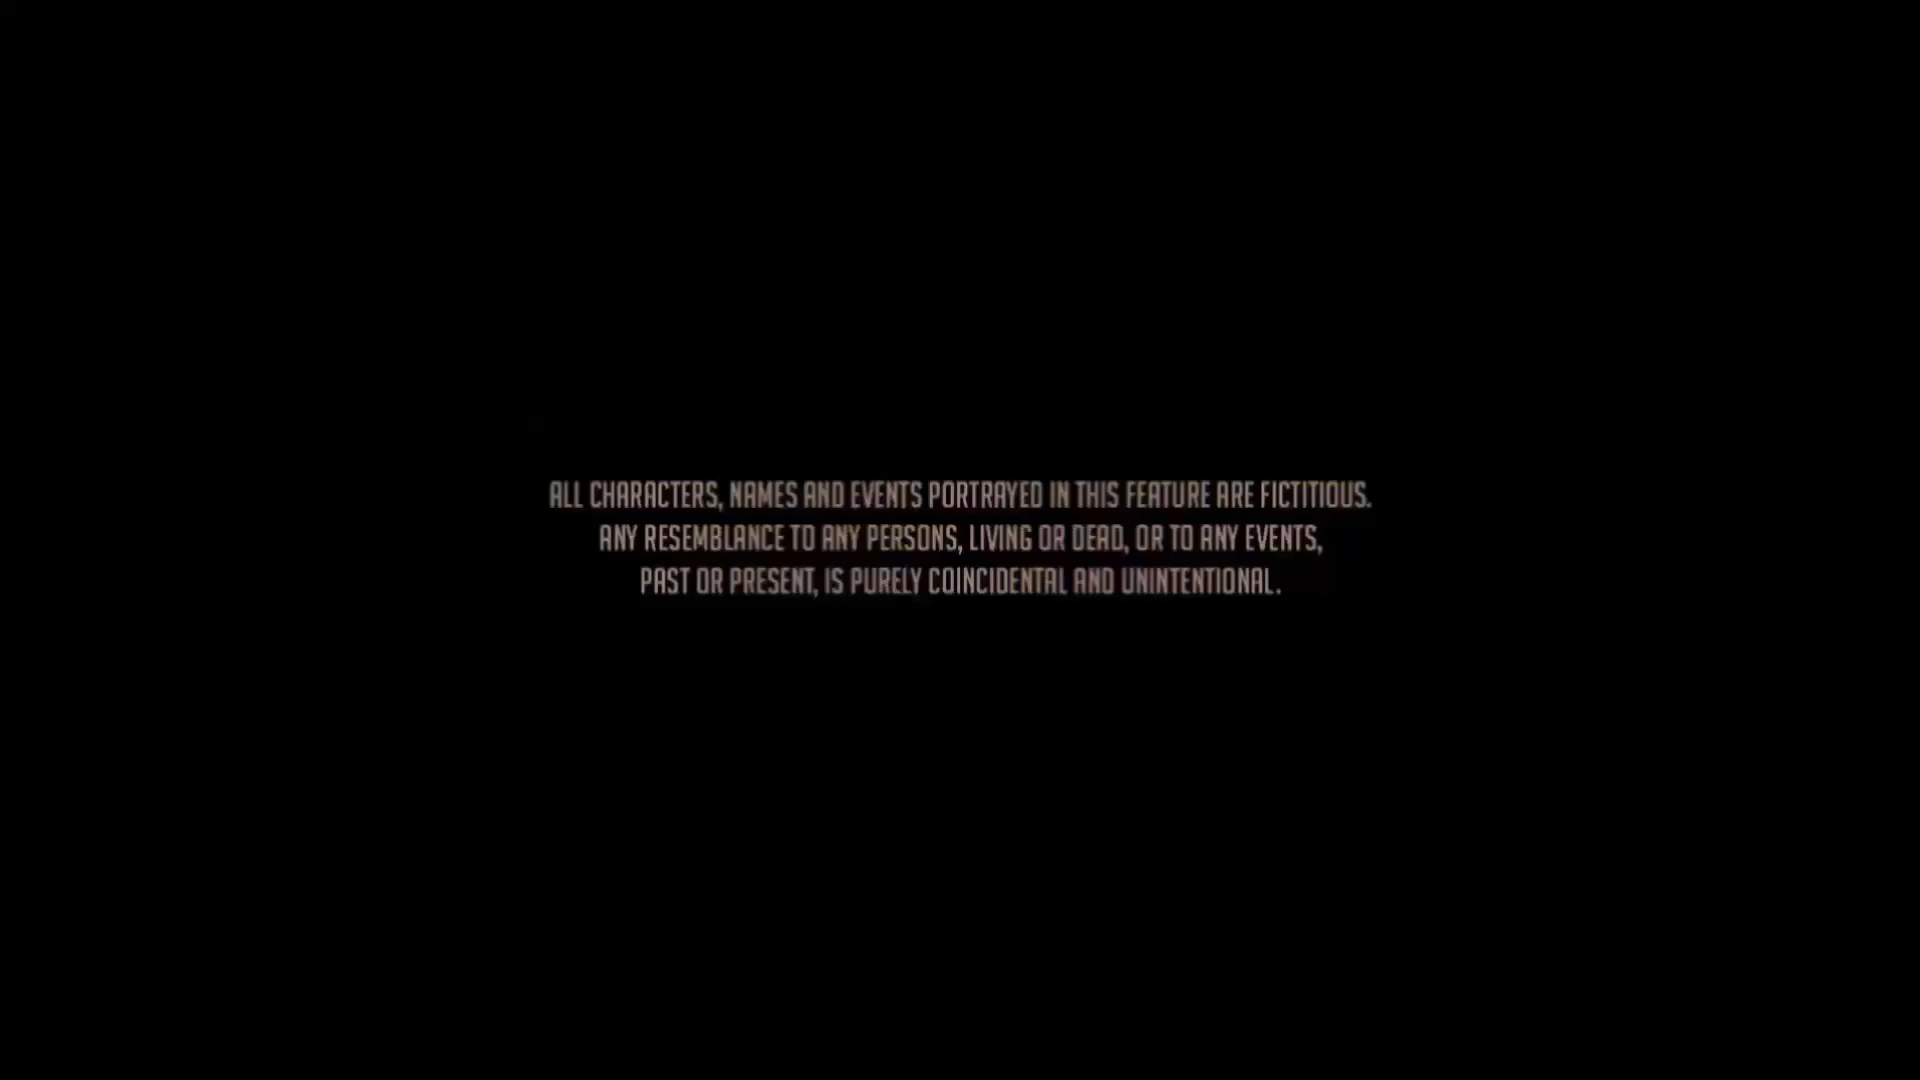 ALL CHARACTERS, NAMES AND EVENTS PORTRAYED IN THIS FEATURE ARE FICTITIOUS.
ANY RESEMBLANCE TO ANY PERSONS, LIVING OR DEAD, OR TO ANY EVENTS,
PAST OR PRESENT, IS PURELY COINCIDENTAL AND UNINTENTIONAL.